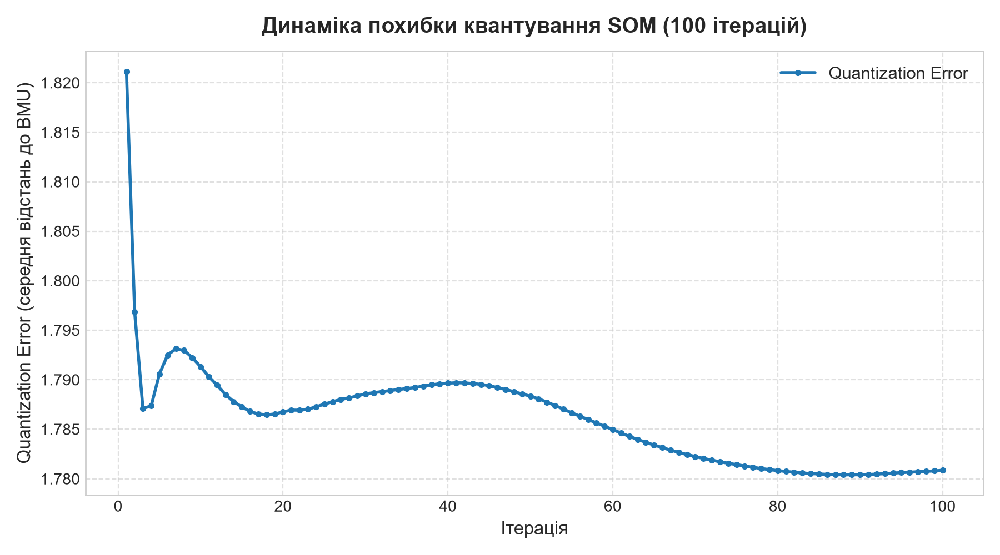 Динаміка похибки квантування SOM (100 ітерацій)
Quantization Error
Quantization Error (середня відстань до BMU)
1.820
1.815
1.810
1.805
1.800
1.795
1.790
1.785
1.780
0 20 40 60 80 100
Ітерація